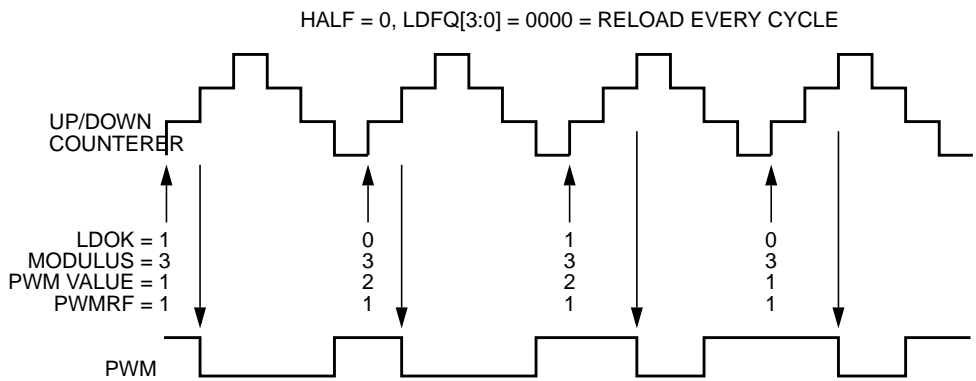 HALF = 0, LDFQ[3:0] = 0000 = RELOAD EVERY CYCLE
UP/DOWN
COUNTERER
LDOK = 1 0 1 0
MODULUS = 3 3 3 3
PWM VALUE = 1 2 2 1
PWMRF = 1 1 1 1
PWM